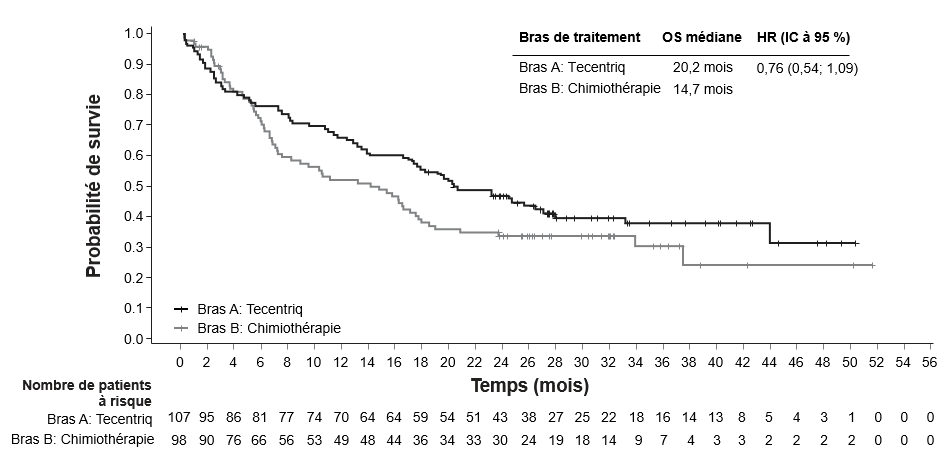 Bras de traitement OS médiane HR (IC à 95 %)
Bras A: Tecentriq 20,2 mois 0,76 (0,54; 1,09)
Bras B: Chimiothérapie 14,7 mois
Probabilité de survie
1.0
0.9
0.8
0.7
0.6
0.5
0.4
0.3
0.2
0.1
0.0
Bras A: Tecentriq
Bras B: Chimiothérapie
0 2 4 6 8 10 12 14 16 18 20 22 24 26 28 30 32 34 36 38 40 42 44 46 48 50 52 54 56
Temps (mois)
Nombre de patients
à risque
Bras A: Tecentriq 107 95 86 81 77 74 70 64 64 59 54 51 43 38 27 25 22 18 16 14 13 8 5 4 3 1 0 0 0
Bras B: Chimiothérapie 98 90 76 66 56 53 49 48 44 36 34 33 30 24 19 18 14 9 7 4 3 3 2 2 2 2 0 0 0